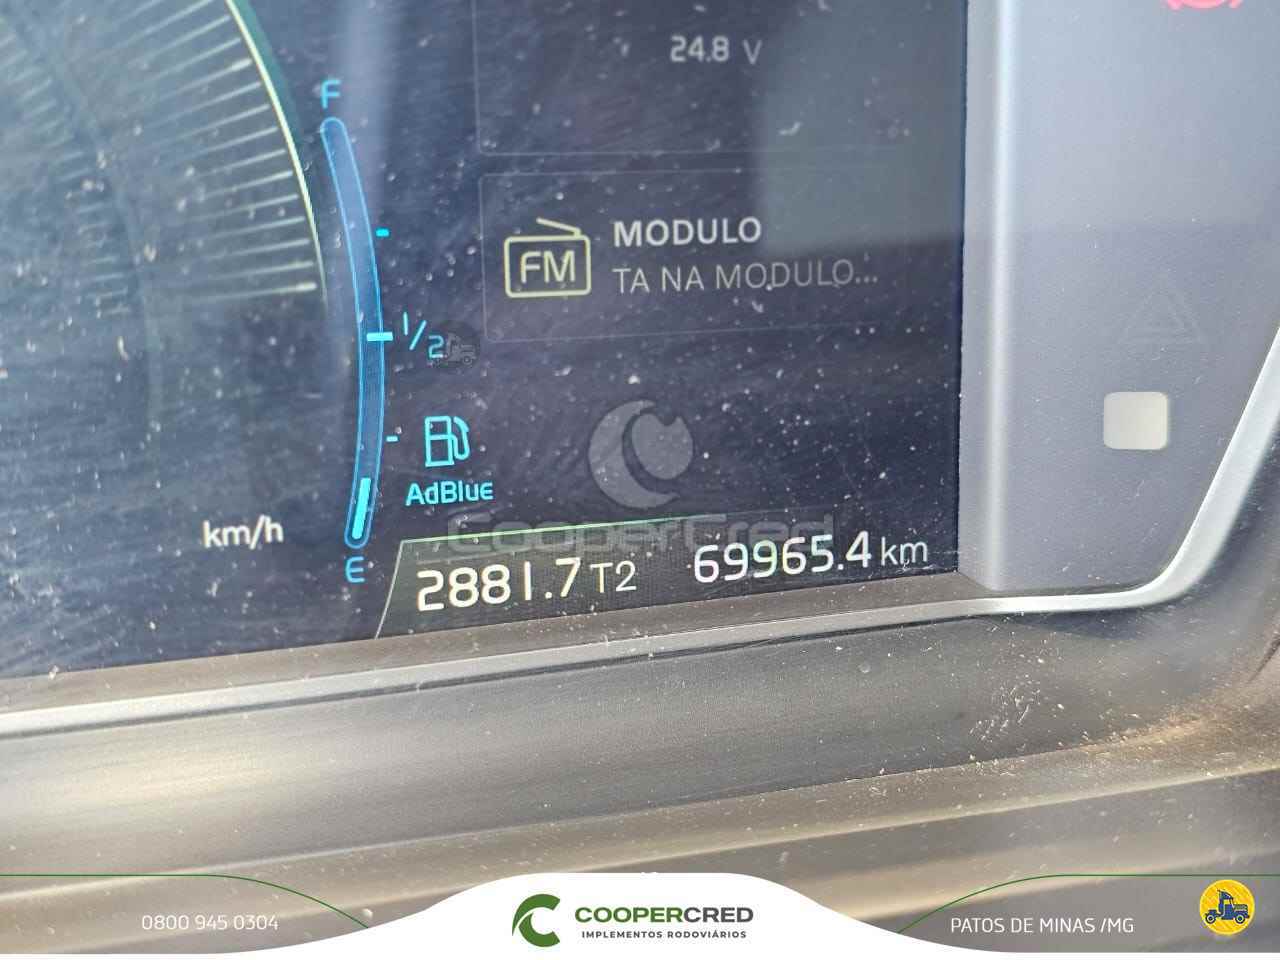 24.8 V
F
MODULO
FM
TA NA MODULO...
1/2
AdBlue
km/h
E
CooperCred
2881.7 T2
69965.4 km
0800 945 0304
COOPERCRED
IMPLEMENTOS RODOVIÁRIOS
PATOS DE MINAS /MG